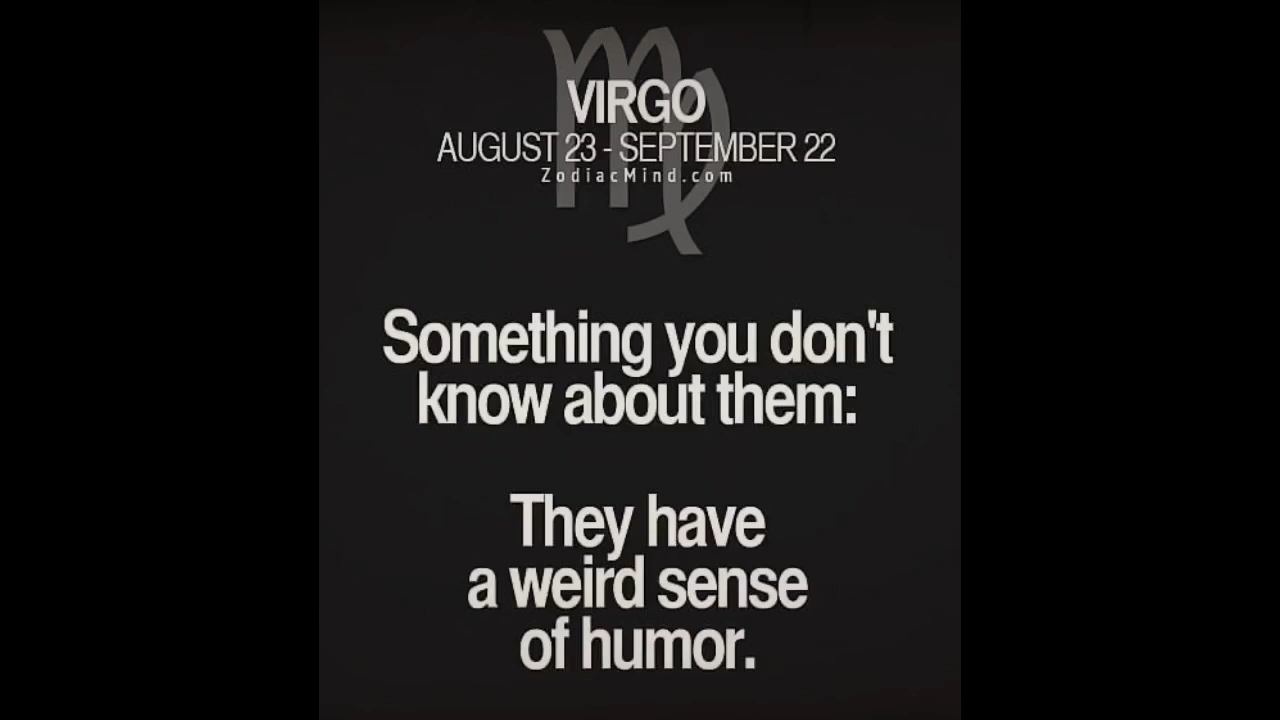 VIRGO
AUGUST 23 - SEPTEMBER 22
ZodiacMind.com
Something you don't
know about them:
They have
a weird sense
of humor.